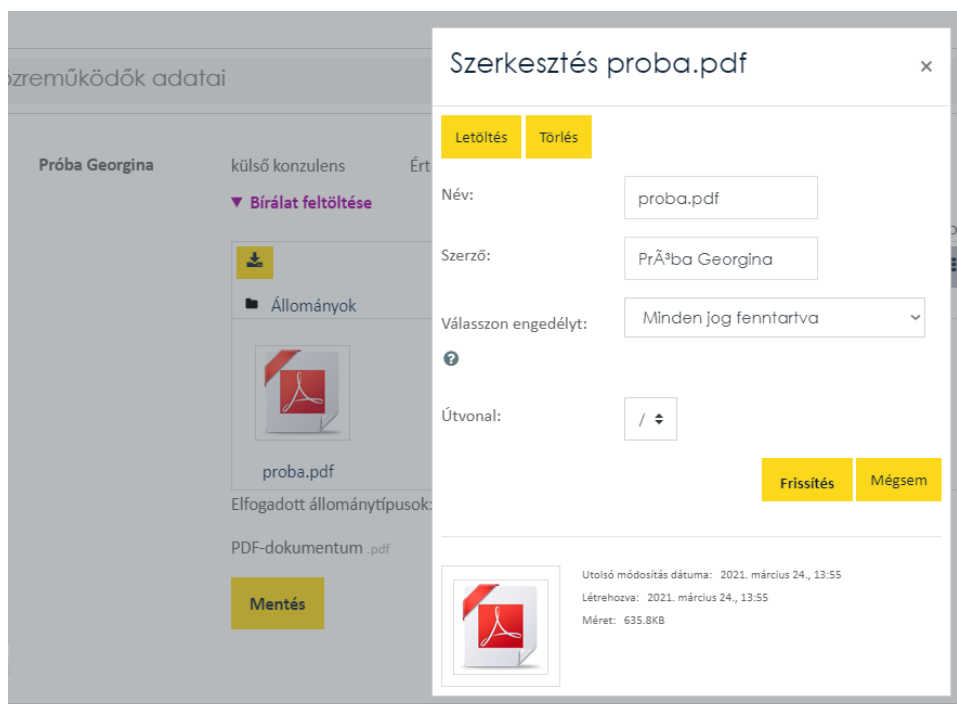 özreműködők adatai
Próba Georgina
külső konzulens
Ért
▼ Bírálat feltöltése
Állományok
proba.pdf
Elfogadott állománytípusok:
PDF-dokumentum .pdf
Mentés
Szerkesztés proba.pdf ×
Letöltés Törlés
Név: proba.pdf
Szerző: PrÃ³ba Georgina
Válasszon engedélyt: Minden jog fenntartva
Útvonal: /
Frissítés Mégsem
Utolsó módosítás dátuma: 2021. március 24., 13:55
Létrehozva: 2021. március 24., 13:55
Méret: 635.8KB